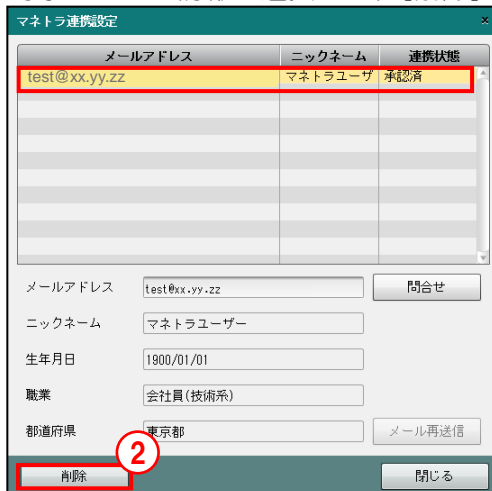 マネトラ連携設定 ×
メールアドレス ニックネーム 連携状態
test@xx.yy.zz マネトラユーザ 承認済
メールアドレス test@xx.yy.zz 問合せ
ニックネーム マネトラユーザー
生年月日 1900/01/01
職業 会社員(技術系)
都道府県 東京都 メール再送信
②
削除 閉じる